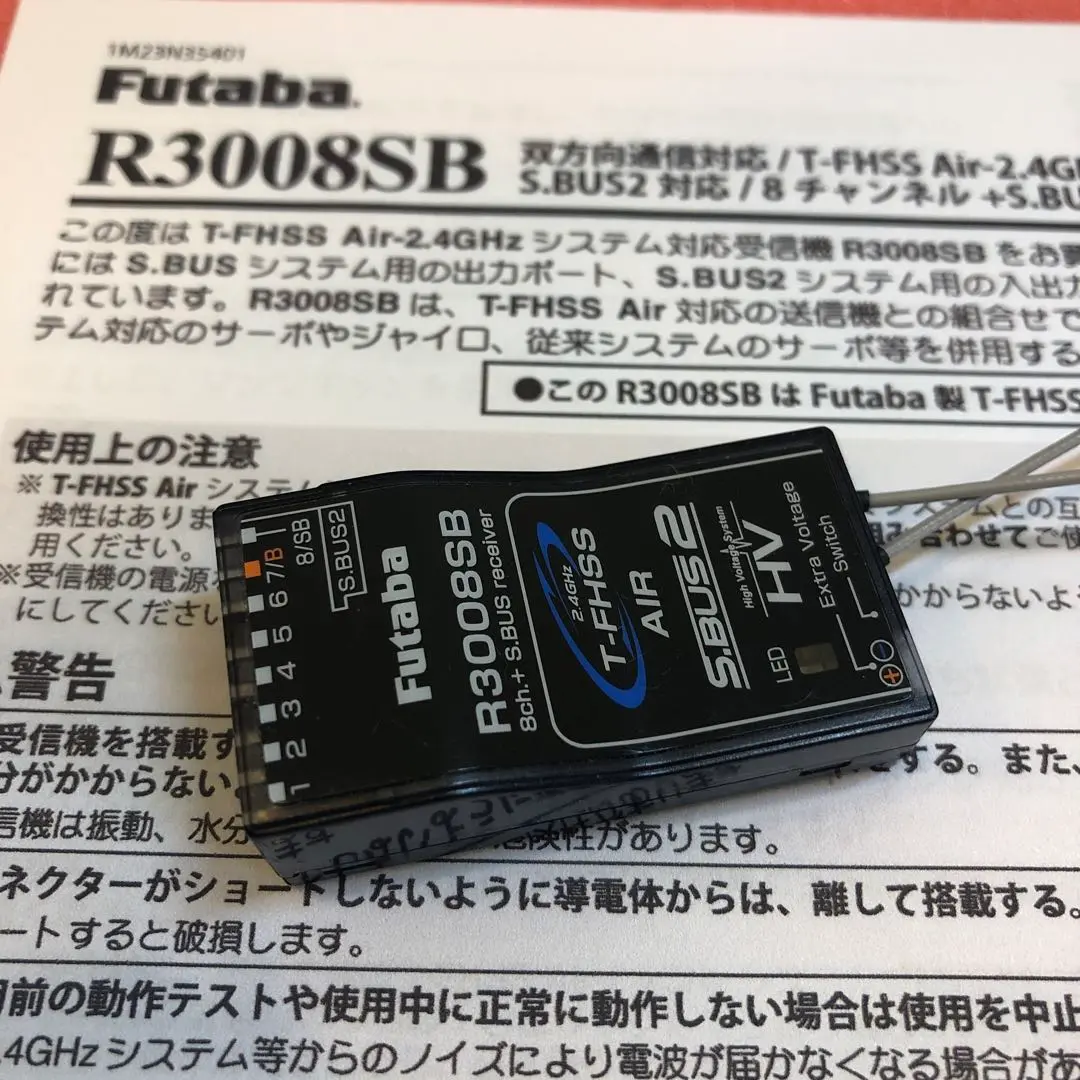 1M23N35401
Futaba®
R3008SB
双方向通信対応 / T-FHSS Air-2.4G
S.BUS2 対応 / 8 チャンネル +S.BU
この度は T-FHSS Air-2.4GHz システム対応受信機 R3008SB をお
には S.BUS システム用の出力ポート、S.BUS2 システム用の入出
れています。R3008SB は、T-FHSS Air 対応の送信機との組合せで
テム対応のサーボやジャイロ、従来システムのサーボ等を併用する
●この R3008SB は Futaba 製 T-FHSS
使用上の注意
※ T-FHSS Air システ
換性はありま
用ください。
※受信機の電源
にしてください
とんとの互
合わせてご使
かからないよ
警告
受信機を搭載す
分がかからない
する。また、
信機は振動、水分
危険性があります。
ネクターがショートしないように導電体からは、離して搭載する。
ートすると破損します。
用前の動作テストや使用中に正常に動作しない場合は使用を中止
.4GHz システム等からのノイズにより電波が届かなくなる場合があ
1 2 3 4 5 6 7/B 8/SB
S.BUS2
Futaba
R3008SB
8ch.+ S.BUS receiver
2.4GHz
T-FHSS
AIR
S.BUS2
High Voltage System
HV
Extra Voltage
Switch
LED